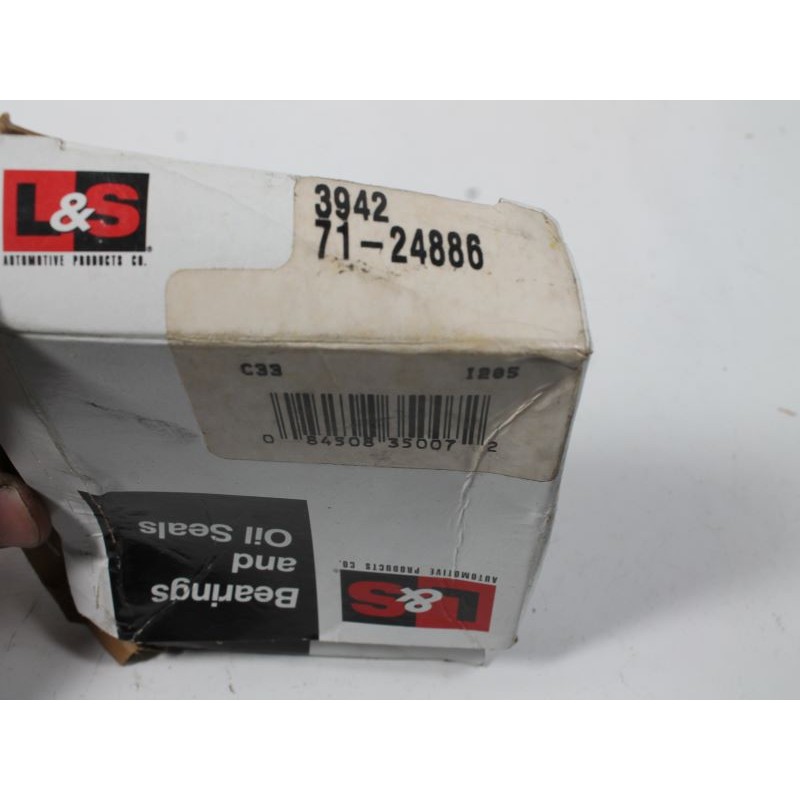 L&S®
AUTOMOTIVE PRODUCTS CO.
3942
71-24886
C33 1205
0 84508 35007 2
Bearings
and
Oil Seals
L&S
AUTOMOTIVE PRODUCTS CO.